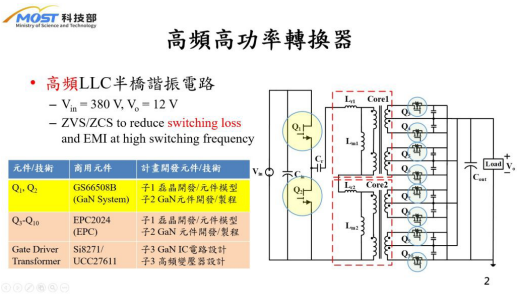 MOST 科技部
Ministry of Science and Technology
高頻高功率轉換器
• 高頻LLC半橋諧振電路
– Vin = 380 V, Vo = 12 V
– ZVS/ZCS to reduce switching loss
and EMI at high switching frequency
元件/技術 商用元件 計畫開發元件/技術
Q1, Q2 GS66508B (GaN System) 子1 磊晶開發/元件模型
子2 GaN元件開發/製程
Q3-Q10 EPC2024 (EPC) 子1 磊晶開發/元件模型
子2 GaN 元件開發/製程
Gate Driver Si8271/ UCC27611 子3 GaN IC電路設計
Transformer 子3 高頻變壓器設計
Vin
Cin
Q1
Q2
Cr
Lr1 Core1
Lm1
Lr2 Core2
Lm2
Q3
Cout
Load
Vo
2